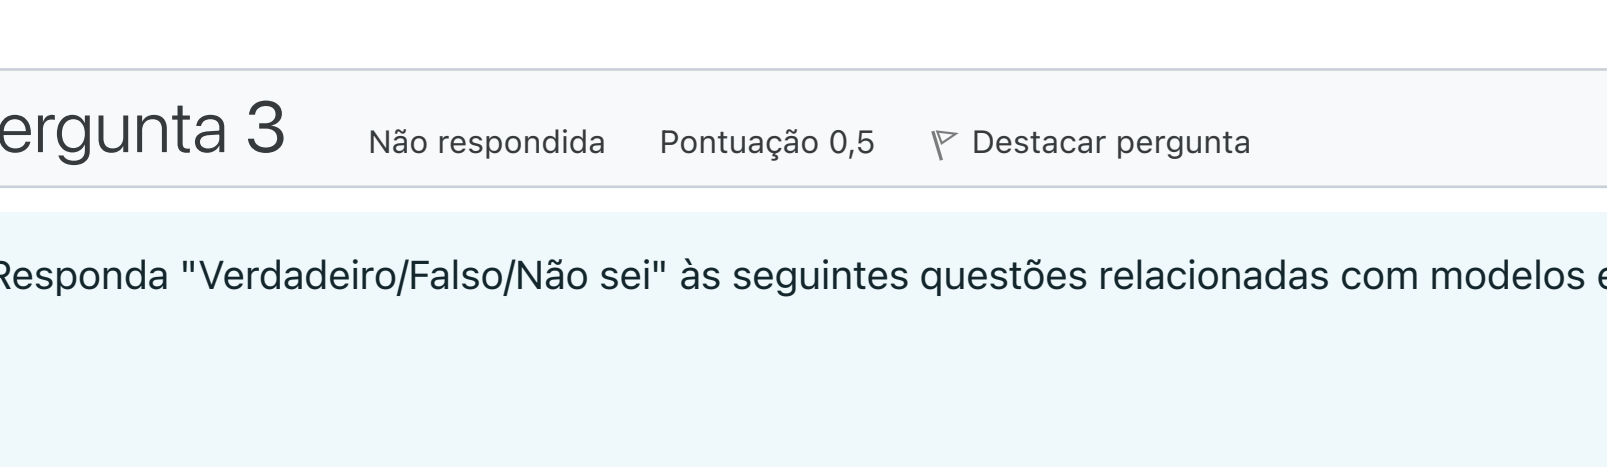 ergunta 3 Não respondida Pontuação 0,5 Destacar pergunta
Responda "Verdadeiro/Falso/Não sei" às seguintes questões relacionadas com modelos